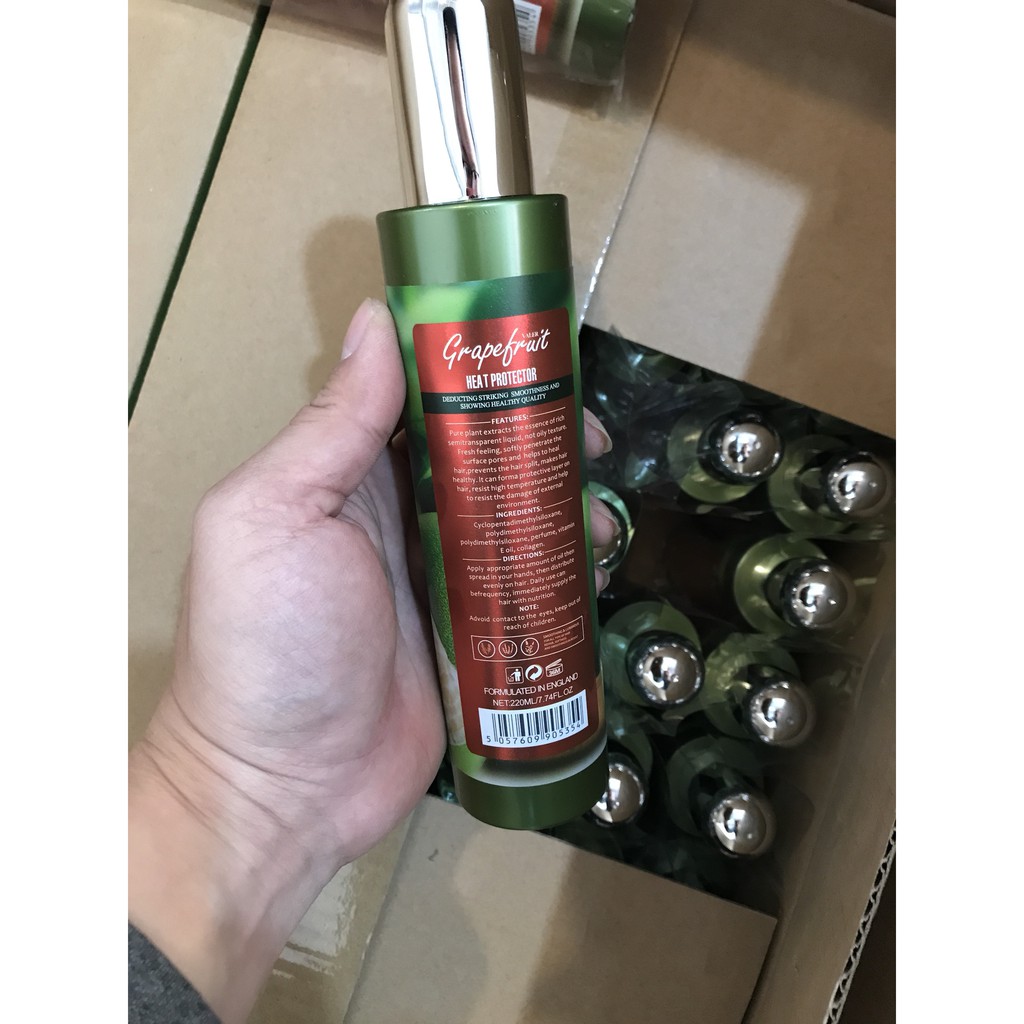 Grapefruit
HEAT PROTECTOR
DEDUCTING STRIKING SMOOTHNESS AND
SHOWING HEALTHY QUALITY
FEATURES:
Pure plant extracts the essence of rich
semitransparent liquid, not oily texture.
Fresh feeling, softly penetrate the
surface pores and helps to heal
hair,prevents the hair split, makes hair
healthy. It can forma protective layer on
hair, resist high temperature and help
to resist the damage of external
environment.
INGREDIENTS:
Cyclopentadimethylsiloxane,
polydimethylsiloxane,
polydimethylsiloxane, perfume, vitamin
E oil, collagen.
DIRECTIONS:
Apply appropriate amount of oil then
spread in your hands, then distribute
evenly on hair. Daily use can
befrequency, immediately supply the
hair with nutrition.
NOTE:
Advoid contact to the eyes, keep out of
reach of children.
36M
FORMULATED IN ENGLAND
NET:220ML/7.74FL.OZ
5 057609 905354